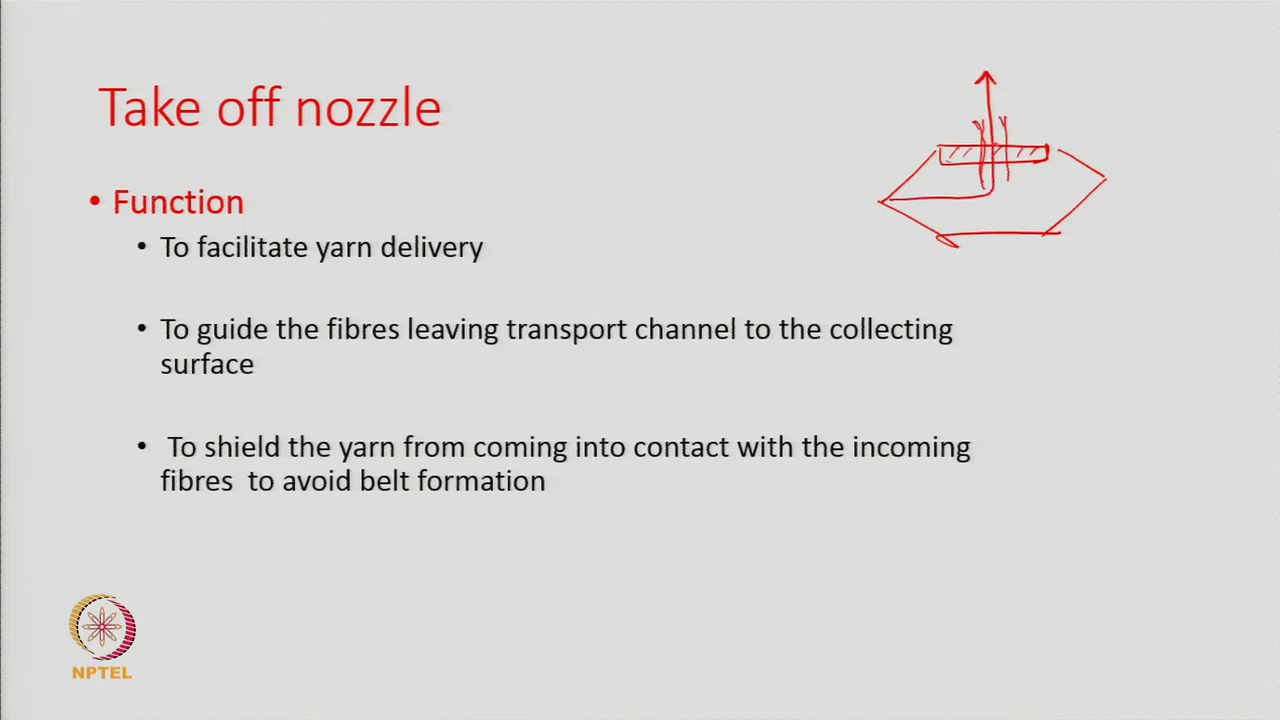 Take off nozzle
• Function
• To facilitate yarn delivery
• To guide the fibres leaving transport channel to the collecting
surface
• To shield the yarn from coming into contact with the incoming
fibres to avoid belt formation
NPTEL